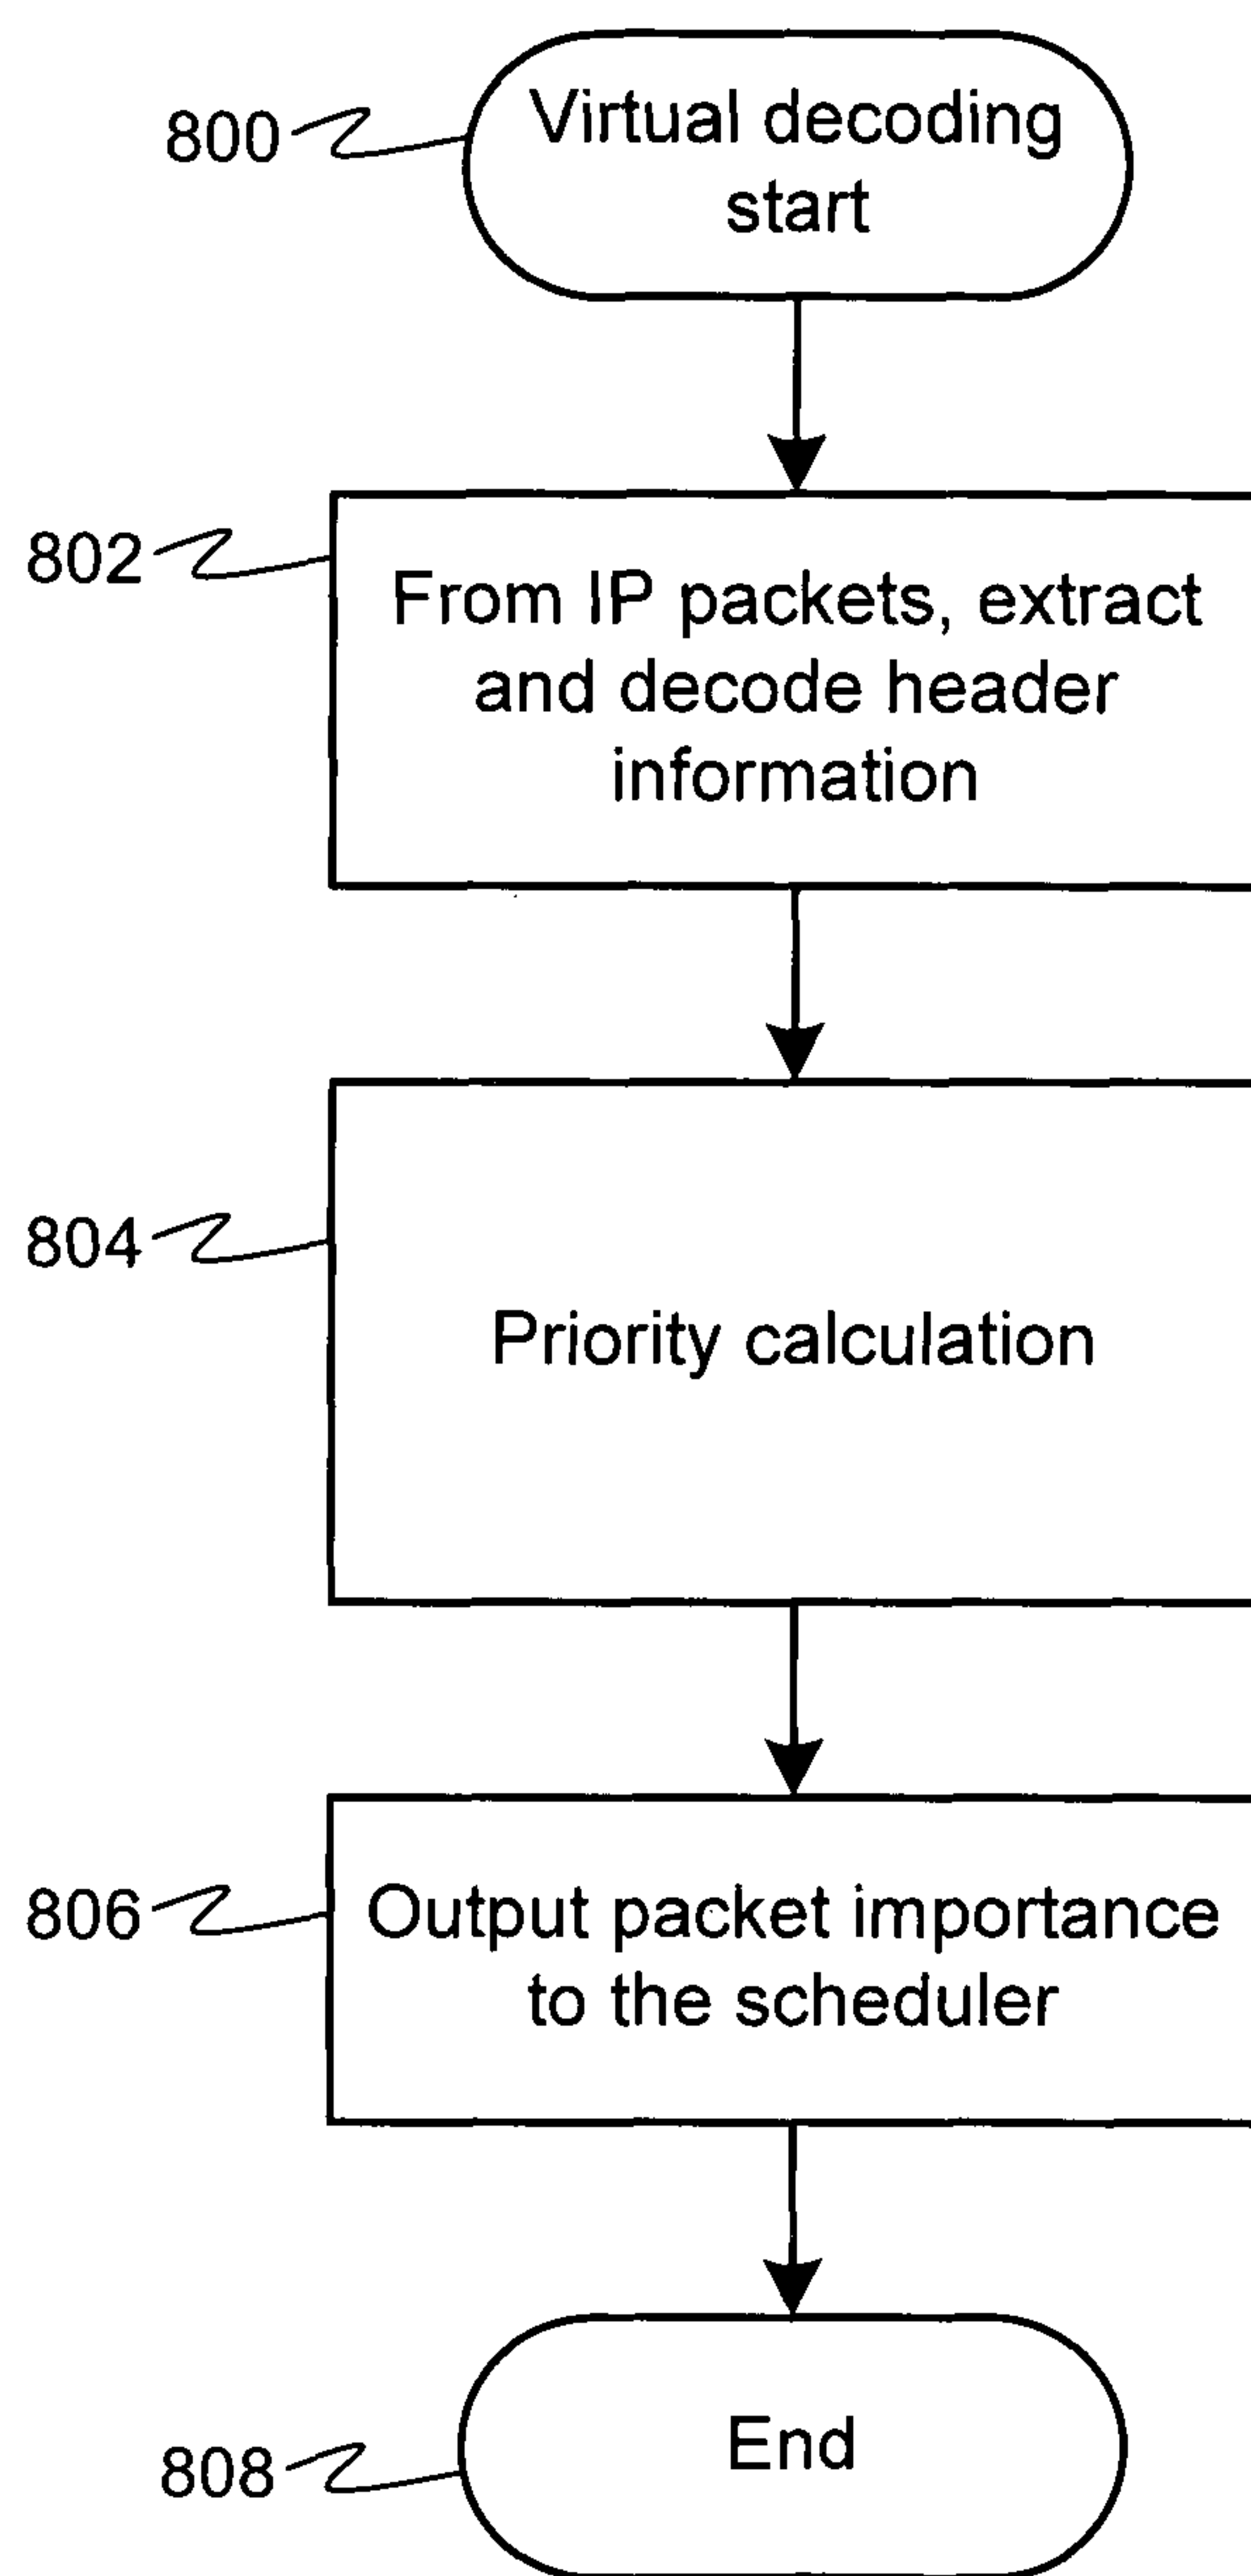 800
Virtual decoding
start
802
From IP packets, extract
and decode header
information
804
Priority calculation
806
Output packet importance
to the scheduler
808
End